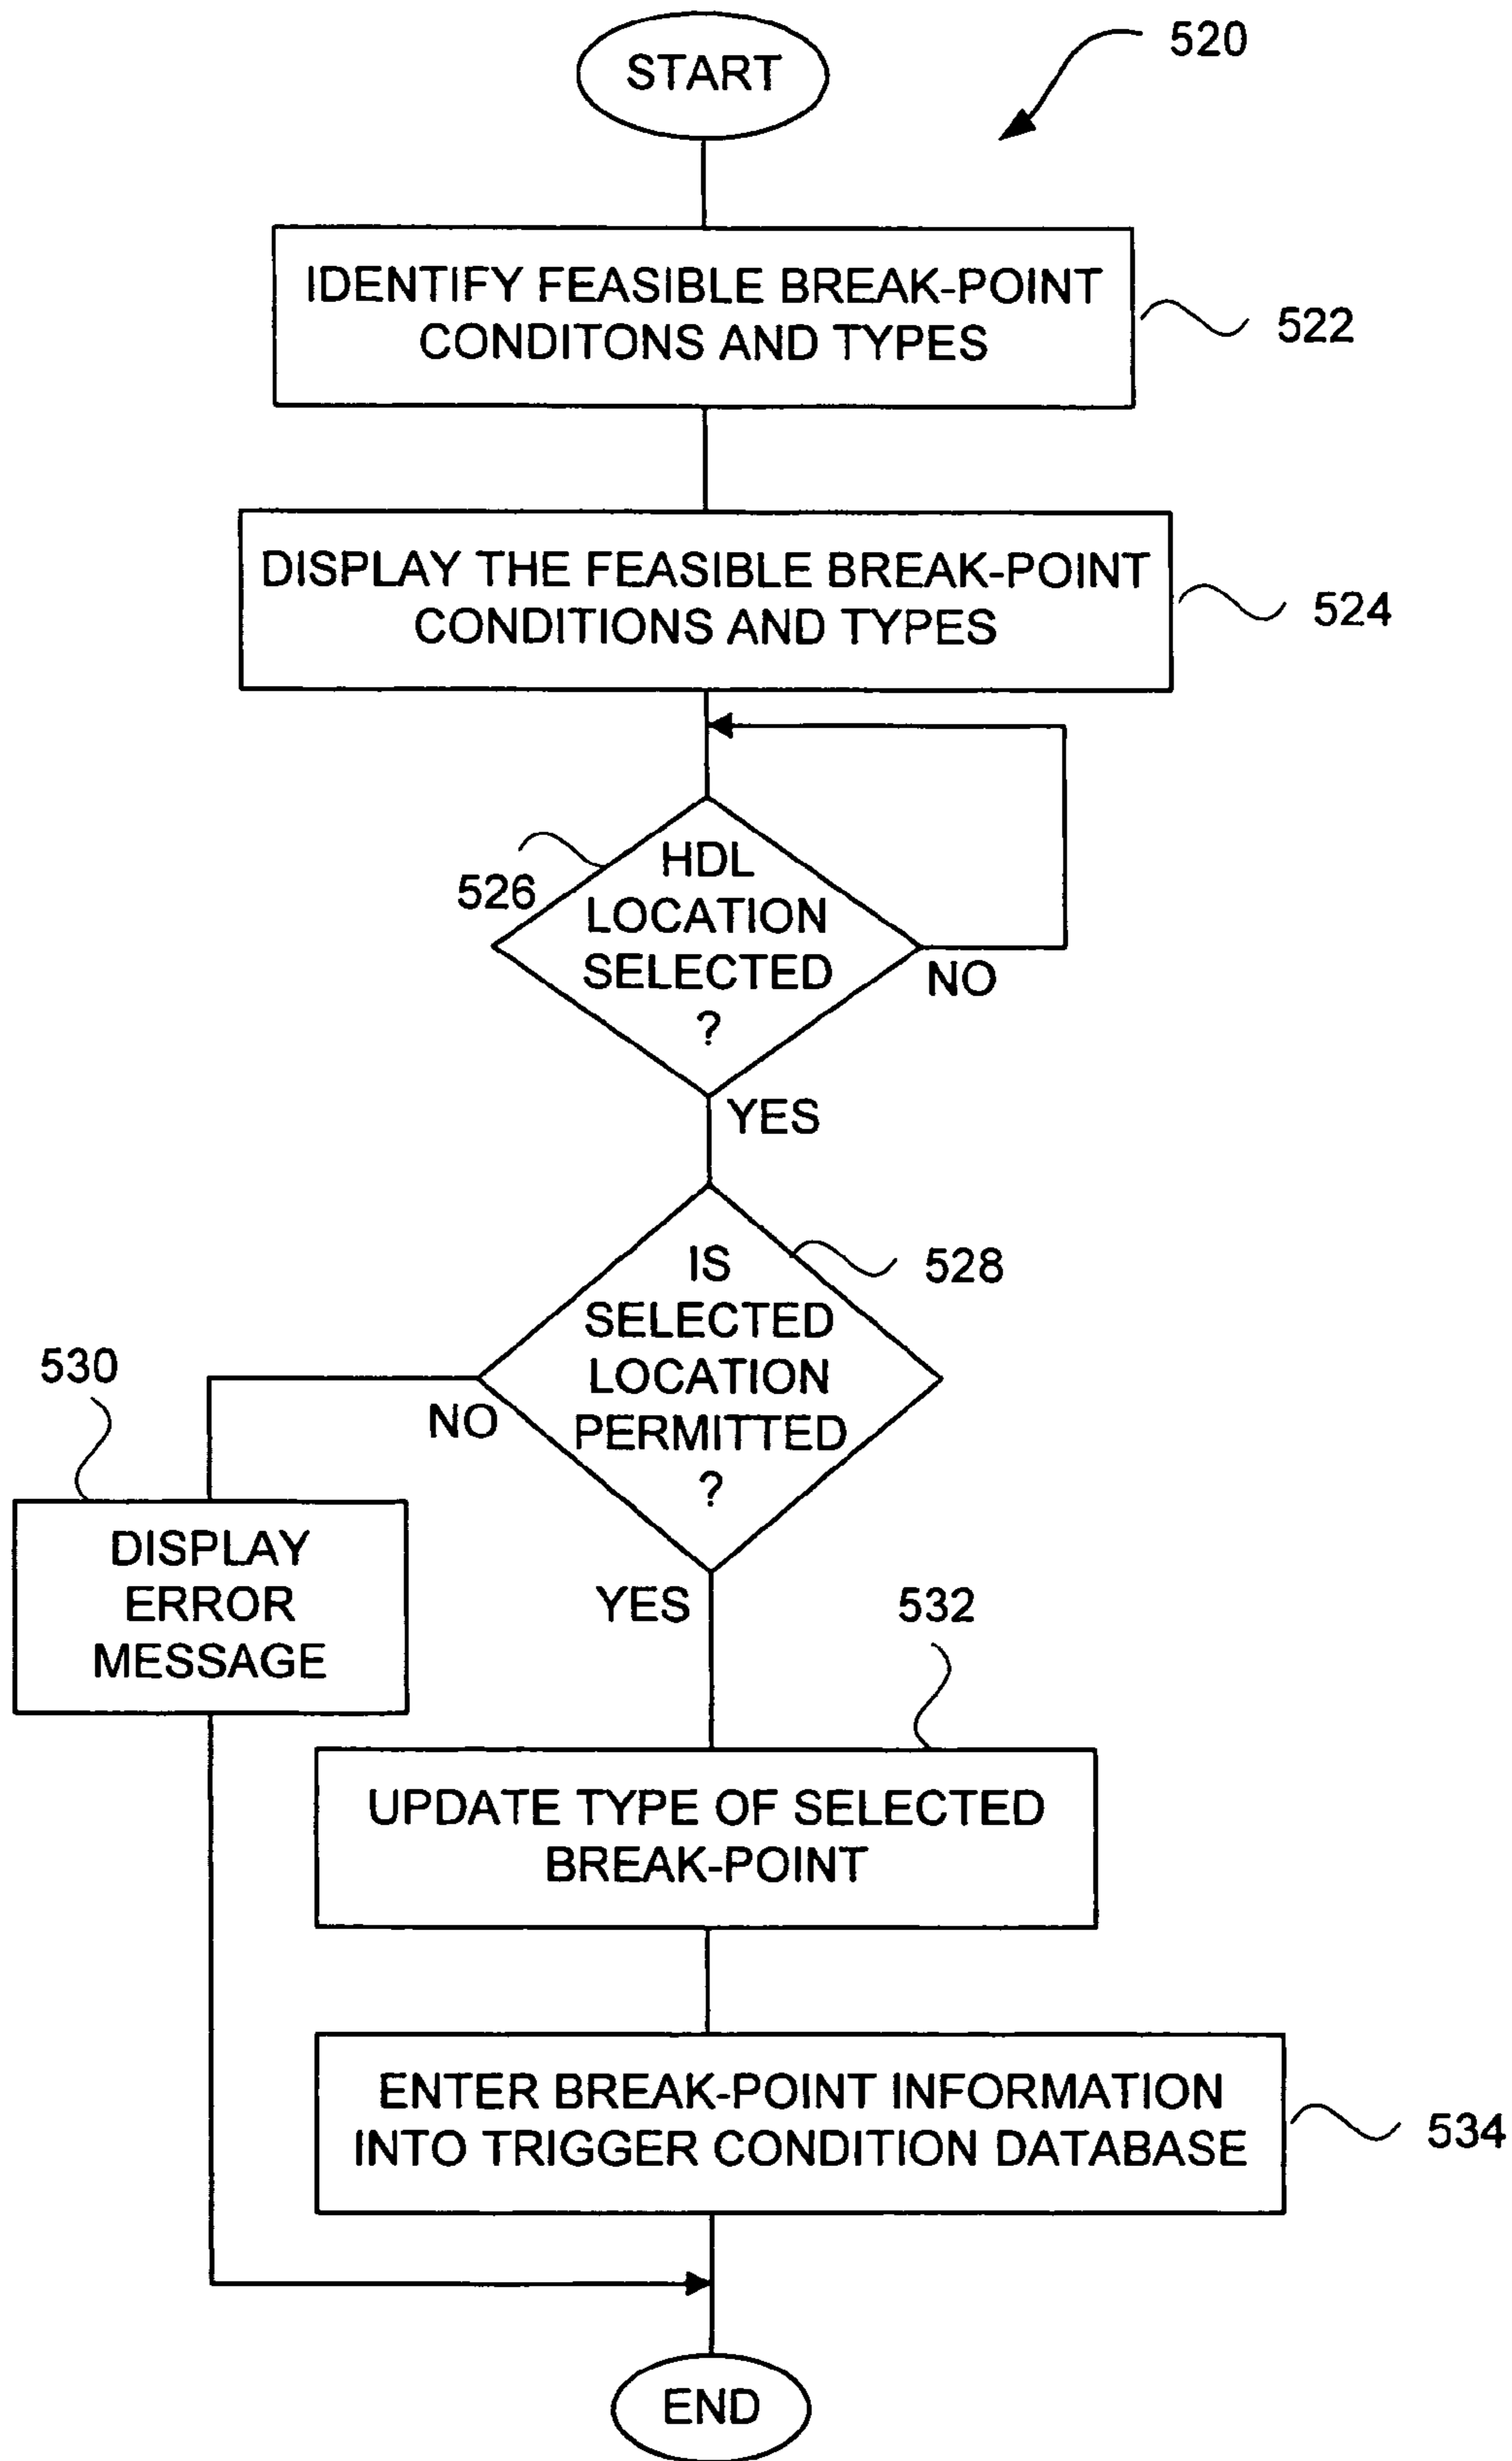 START
520
IDENTIFY FEASIBLE BREAK-POINT
CONDITONS AND TYPES
522
DISPLAY THE FEASIBLE BREAK-POINT
CONDITIONS AND TYPES
524
526
HDL
LOCATION
SELECTED
?
NO
YES
528
IS
SELECTED
LOCATION
PERMITTED
?
NO
530
DISPLAY
ERROR
MESSAGE
YES
532
UPDATE TYPE OF SELECTED
BREAK-POINT
ENTER BREAK-POINT INFORMATION
INTO TRIGGER CONDITION DATABASE
534
END